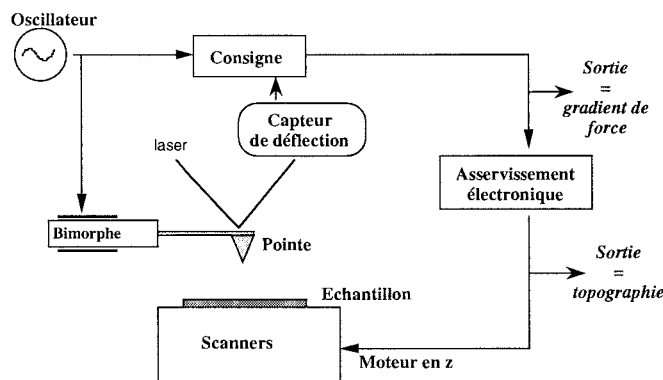 Oscillateur
Consigne
Sortie
=
gradient de
force
Capteur
de déflection
laser
Asservissement
électronique
Bimorphe
Pointe
Sortie
=
topographie
Echantillon
Scanners
Moteur en z